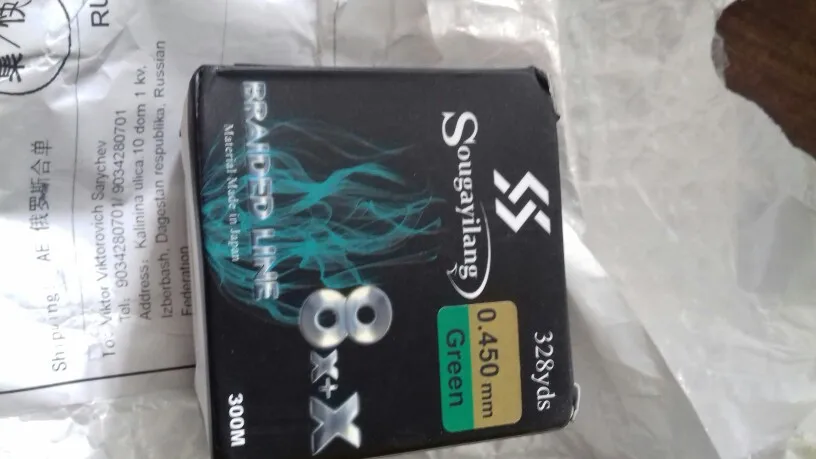 Sougayilang
328yds
0.450 mm
Green
BRAIDED LINE
Material Made in Japan
8X+X
300M
RU
Shipping: AE 俄罗斯合单
To: Viktor Viktorovich Sarychev
Tel: 9034280701/ 9034280701
Address: Kalinina ulica 10 dom 1 kv,
Izberbash, Dagestan respublika, Russian
Federation